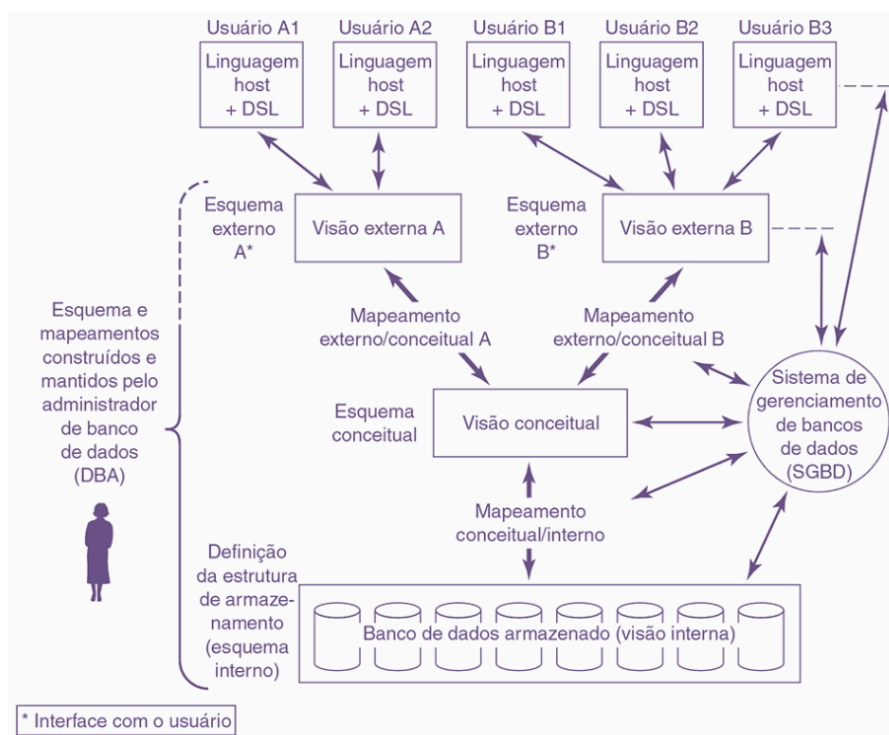 Usuário A1
Usuário A2
Usuário B1
Usuário B2
Usuário B3
Linguagem
host
+ DSL
Linguagem
host
+ DSL
Linguagem
host
+ DSL
Linguagem
host
+ DSL
Linguagem
host
+ DSL
Esquema
externo
A*
Visão externa A
Esquema
externo
B*
Visão externa B
Esquema e
mapeamentos
construídos e
mantidos pelo
administrador
de banco
de dados
(DBA)
Mapeamento
externo/conceitual A
Mapeamento
externo/conceitual B
Sistema de
gerenciamento
de bancos
de dados
(SGBD)
Esquema
conceitual
Visão conceitual
Mapeamento
conceitual/interno
Definição
da estrutura
de armaze-
namento
(esquema
interno)
Banco de dados armazenado (visão interna)
* Interface com o usuário